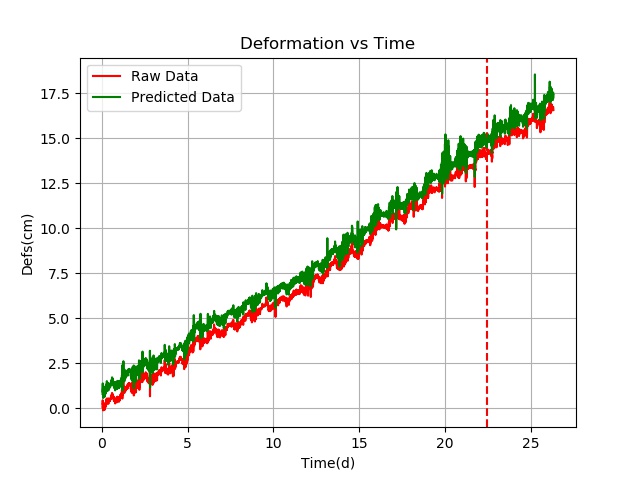 Deformation vs Time
Raw Data
Predicted Data
17.5
15.0
12.5
10.0
7.5
5.0
2.5
0.0
Defs(cm)
0 5 10 15 20 25
Time(d)